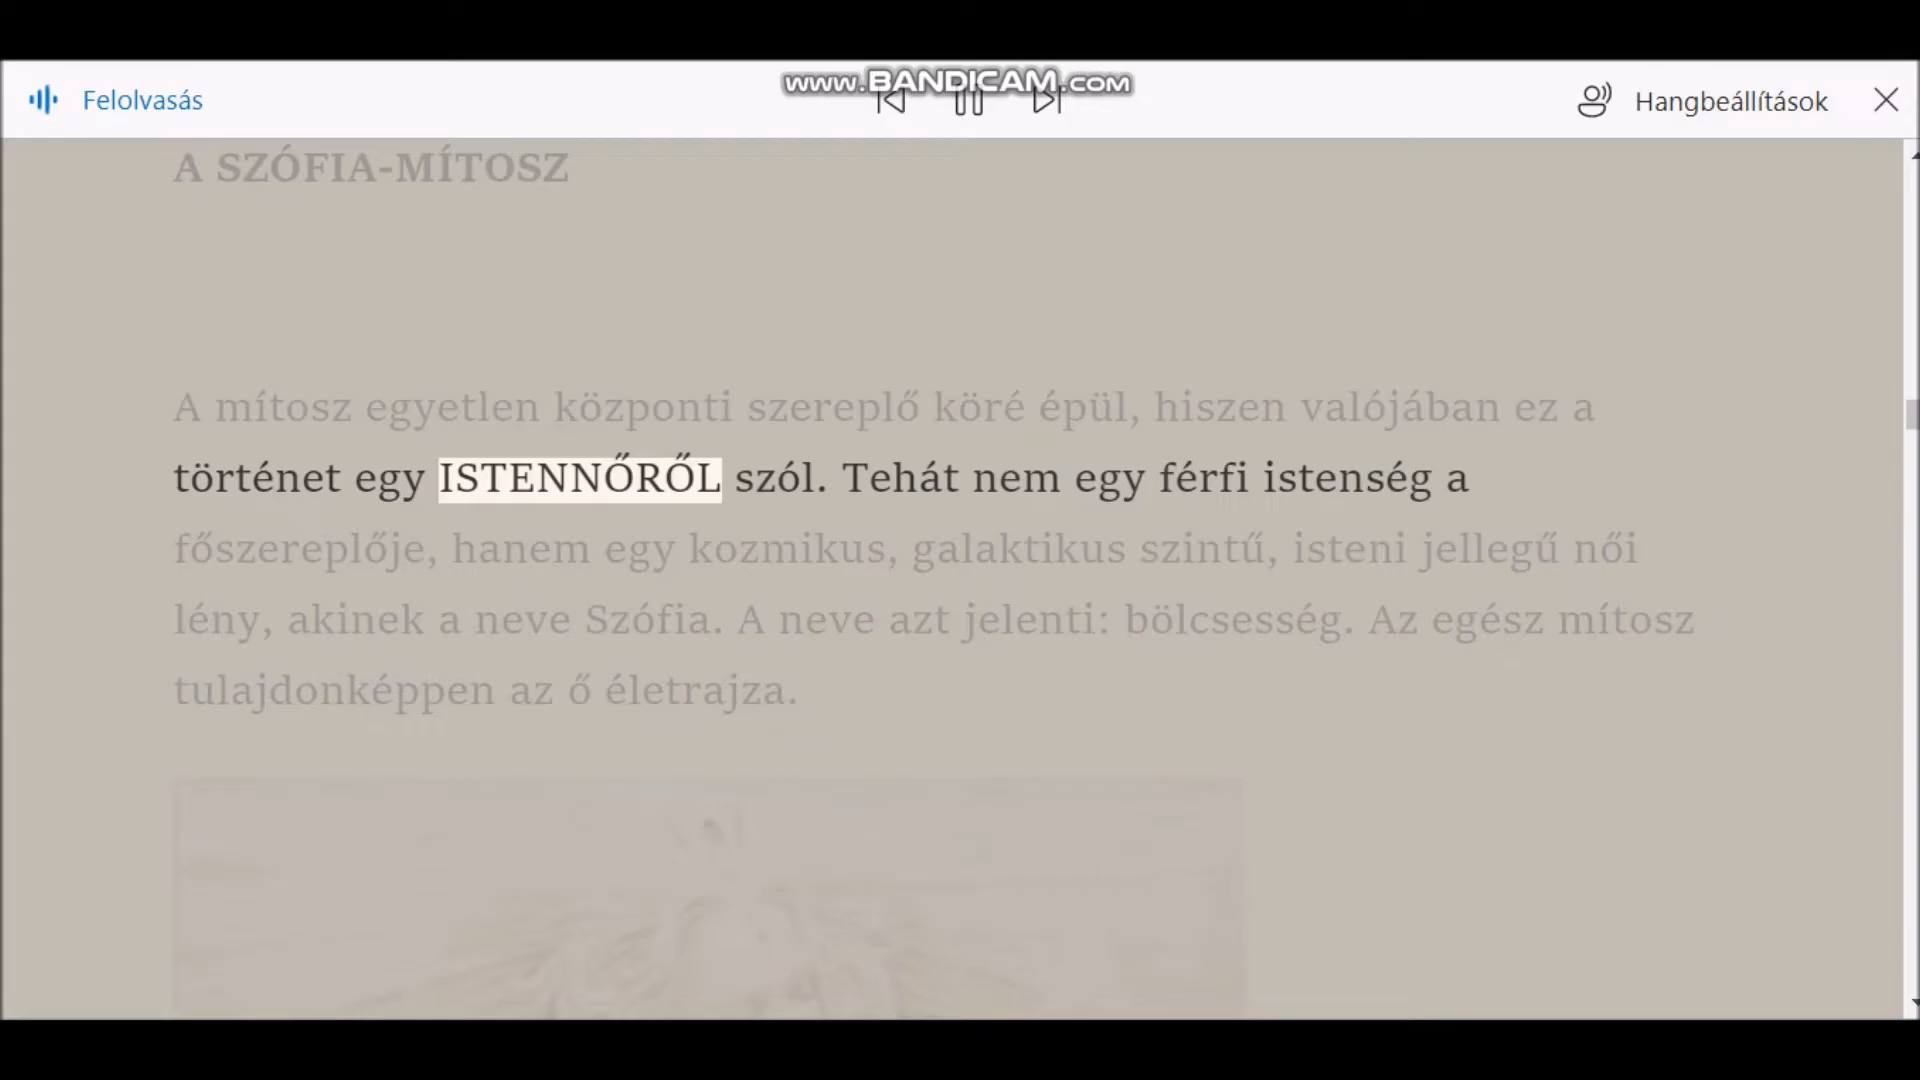 www.BANDICAM.com
Felolvasás
Hangbeállítások
A SZÓFIA-MÍTOSZ
A mítosz egyetlen központi szereplő köré épül, hiszen valójában ez a
történet egy ISTENNŐRŐL szól. Tehát nem egy férfi istenség a
főszereplője, hanem egy kozmikus, galaktikus szintű, isteni jellegű női
lény, akinek a neve Szófia. A neve azt jelenti: bölcsesség. Az egész mítosz
tulajdonképpen az ő életrajza.